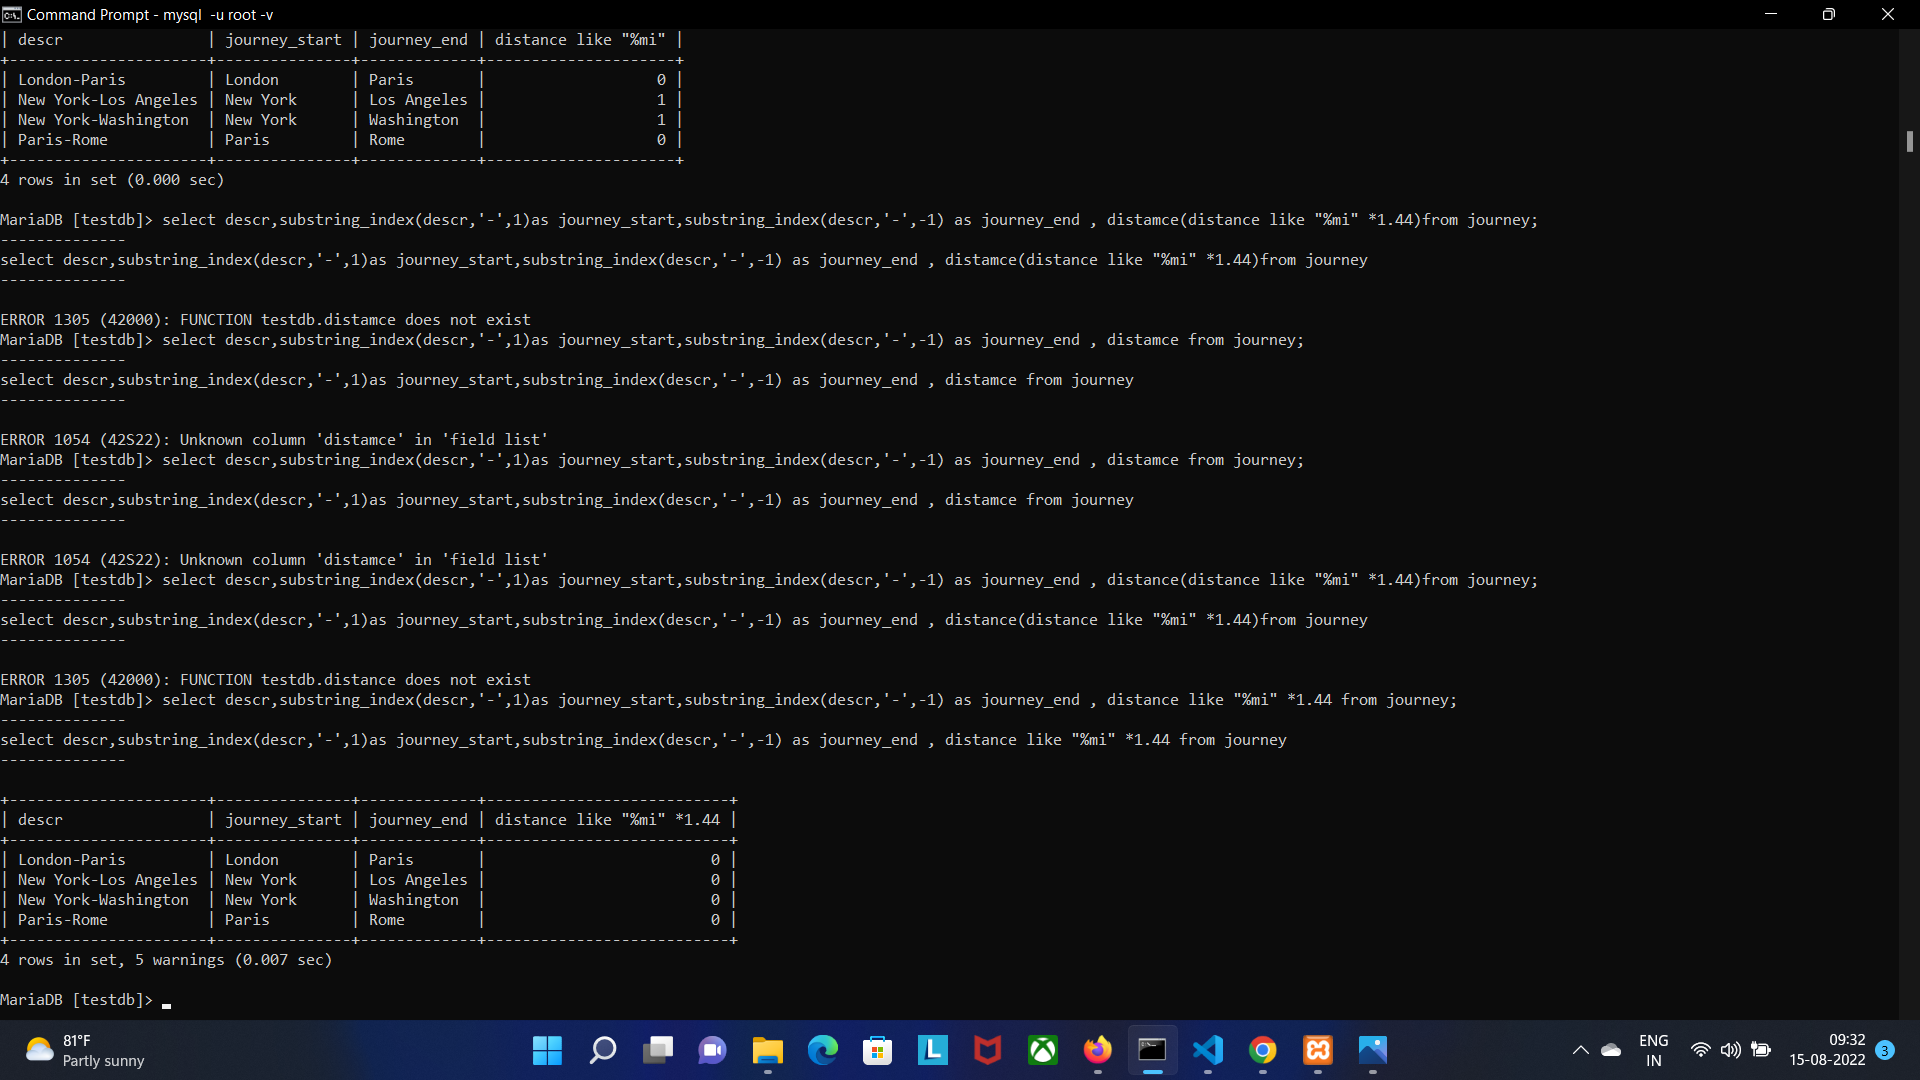 Command Prompt - mysql  -u root -v
| descr                | journey_start | journey_end | distance like "%mi" |
+----------------------+---------------+-------------+---------------------+
| London-Paris         | London        | Paris       |                   0 |
| New York-Los Angeles | New York      | Los Angeles |                   1 |
| New York-Washington  | New York      | Washington  |                   1 |
| Paris-Rome           | Paris         | Rome        |                   0 |
+----------------------+---------------+-------------+---------------------+
4 rows in set (0.000 sec)
MariaDB [testdb]> select descr,substring_index(descr,'-',1)as journey_start,substring_index(descr,'-',-1) as journey_end , distamce(distance like "%mi" *1.44)from journey;
--------------
select descr,substring_index(descr,'-',1)as journey_start,substring_index(descr,'-',-1) as journey_end , distamce(distance like "%mi" *1.44)from journey
--------------
ERROR 1305 (42000): FUNCTION testdb.distamce does not exist
MariaDB [testdb]> select descr,substring_index(descr,'-',1)as journey_start,substring_index(descr,'-',-1) as journey_end , distamce from journey;
--------------
select descr,substring_index(descr,'-',1)as journey_start,substring_index(descr,'-',-1) as journey_end , distamce from journey
--------------
ERROR 1054 (42S22): Unknown column 'distamce' in 'field list'
MariaDB [testdb]> select descr,substring_index(descr,'-',1)as journey_start,substring_index(descr,'-',-1) as journey_end , distamce from journey;
--------------
select descr,substring_index(descr,'-',1)as journey_start,substring_index(descr,'-',-1) as journey_end , distamce from journey
--------------
ERROR 1054 (42S22): Unknown column 'distamce' in 'field list'
MariaDB [testdb]> select descr,substring_index(descr,'-',1)as journey_start,substring_index(descr,'-',-1) as journey_end , distance(distance like "%mi" *1.44)from journey;
--------------
select descr,substring_index(descr,'-',1)as journey_start,substring_index(descr,'-',-1) as journey_end , distance(distance like "%mi" *1.44)from journey
--------------
ERROR 1305 (42000): FUNCTION testdb.distance does not exist
MariaDB [testdb]> select descr,substring_index(descr,'-',1)as journey_start,substring_index(descr,'-',-1) as journey_end , distance like "%mi" *1.44 from journey;
--------------
select descr,substring_index(descr,'-',1)as journey_start,substring_index(descr,'-',-1) as journey_end , distance like "%mi" *1.44 from journey
--------------
+----------------------+---------------+-------------+---------------------------+
| descr                | journey_start | journey_end | distance like "%mi" *1.44 |
+----------------------+---------------+-------------+---------------------------+
| London-Paris         | London        | Paris       |                         0 |
| New York-Los Angeles | New York      | Los Angeles |                         0 |
| New York-Washington  | New York      | Washington  |                         0 |
| Paris-Rome           | Paris         | Rome        |                         0 |
+----------------------+---------------+-------------+---------------------------+
4 rows in set, 5 warnings (0.007 sec)
MariaDB [testdb]>
81°F
Partly sunny
L
ENG
IN
09:32
15-08-2022
3